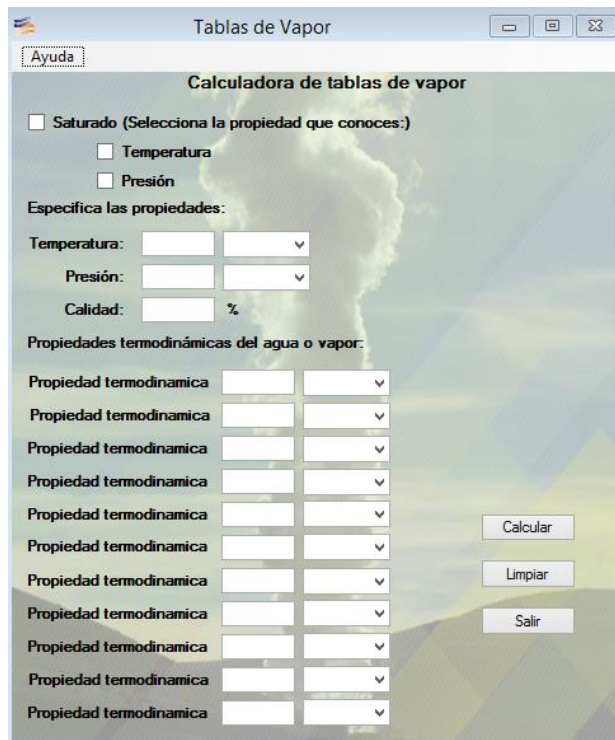 Tablas de Vapor
Ayuda
Calculadora de tablas de vapor
Saturado (Selecciona la propiedad que conoces:)
Temperatura
Presión
Especifica las propiedades:
Temperatura:
Presión:
Calidad: %
Propiedades termodinámicas del agua o vapor:
Propiedad termodinamica
Propiedad termodinamica
Propiedad termodinamica
Propiedad termodinamica
Propiedad termodinamica
Propiedad termodinamica
Propiedad termodinamica
Propiedad termodinamica
Propiedad termodinamica
Propiedad termodinamica
Propiedad termodinamica
Calcular
Limpiar
Salir